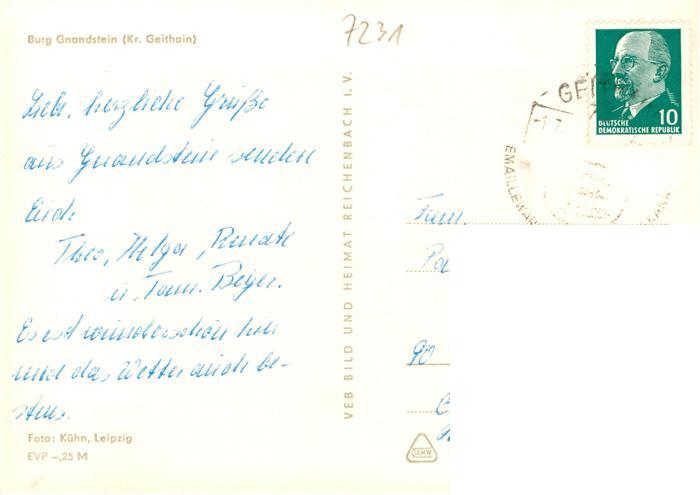 Burg Gnandstein (Kr. Geithain)
7231
Liebe, herzliche Grüße
aus Gnandstein senden
Euch
Theo, Helga, Renate
u. Fam. Beyer.
Es ist wunderschön hier
und das Wetter auch be-
stens.
Foto: Kühn, Leipzig
EVP -,25 M
VEB BILD UND HEIMAT REICHENBACH I. V.
DEUTSCHE
DEMOKRATISCHE REPUBLIK
10
Fam.
90